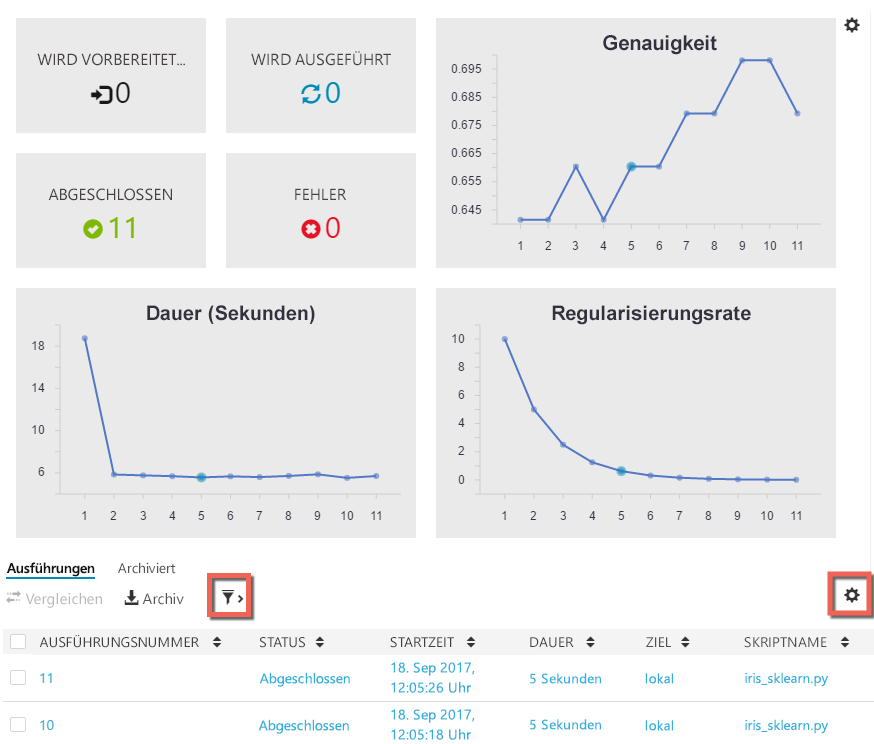 WIRD VORBEREITET...
0
WIRD AUSGEFÜHRT
0
ABGESCHLOSSEN
11
FEHLER
0
Genauigkeit
0.695
0.685
0.675
0.665
0.655
0.645
1 2 3 4 5 6 7 8 9 10 11
Dauer (Sekunden)
18
14
10
6
1 2 3 4 5 6 7 8 9 10 11
Regularisierungsrate
10
8
6
4
2
0
1 2 3 4 5 6 7 8 9 10 11
Ausführungen Archiviert
Vergleichen Archiv
AUSFÜHRUNGSNUMMER STATUS STARTZEIT DAUER ZIEL SKRIPTNAME
11 Abgeschlossen 18. Sep 2017, 5 Sekunden lokal iris_sklearn.py
12:05:26 Uhr
10 Abgeschlossen 18. Sep 2017, 5 Sekunden lokal iris_sklearn.py
12:05:18 Uhr